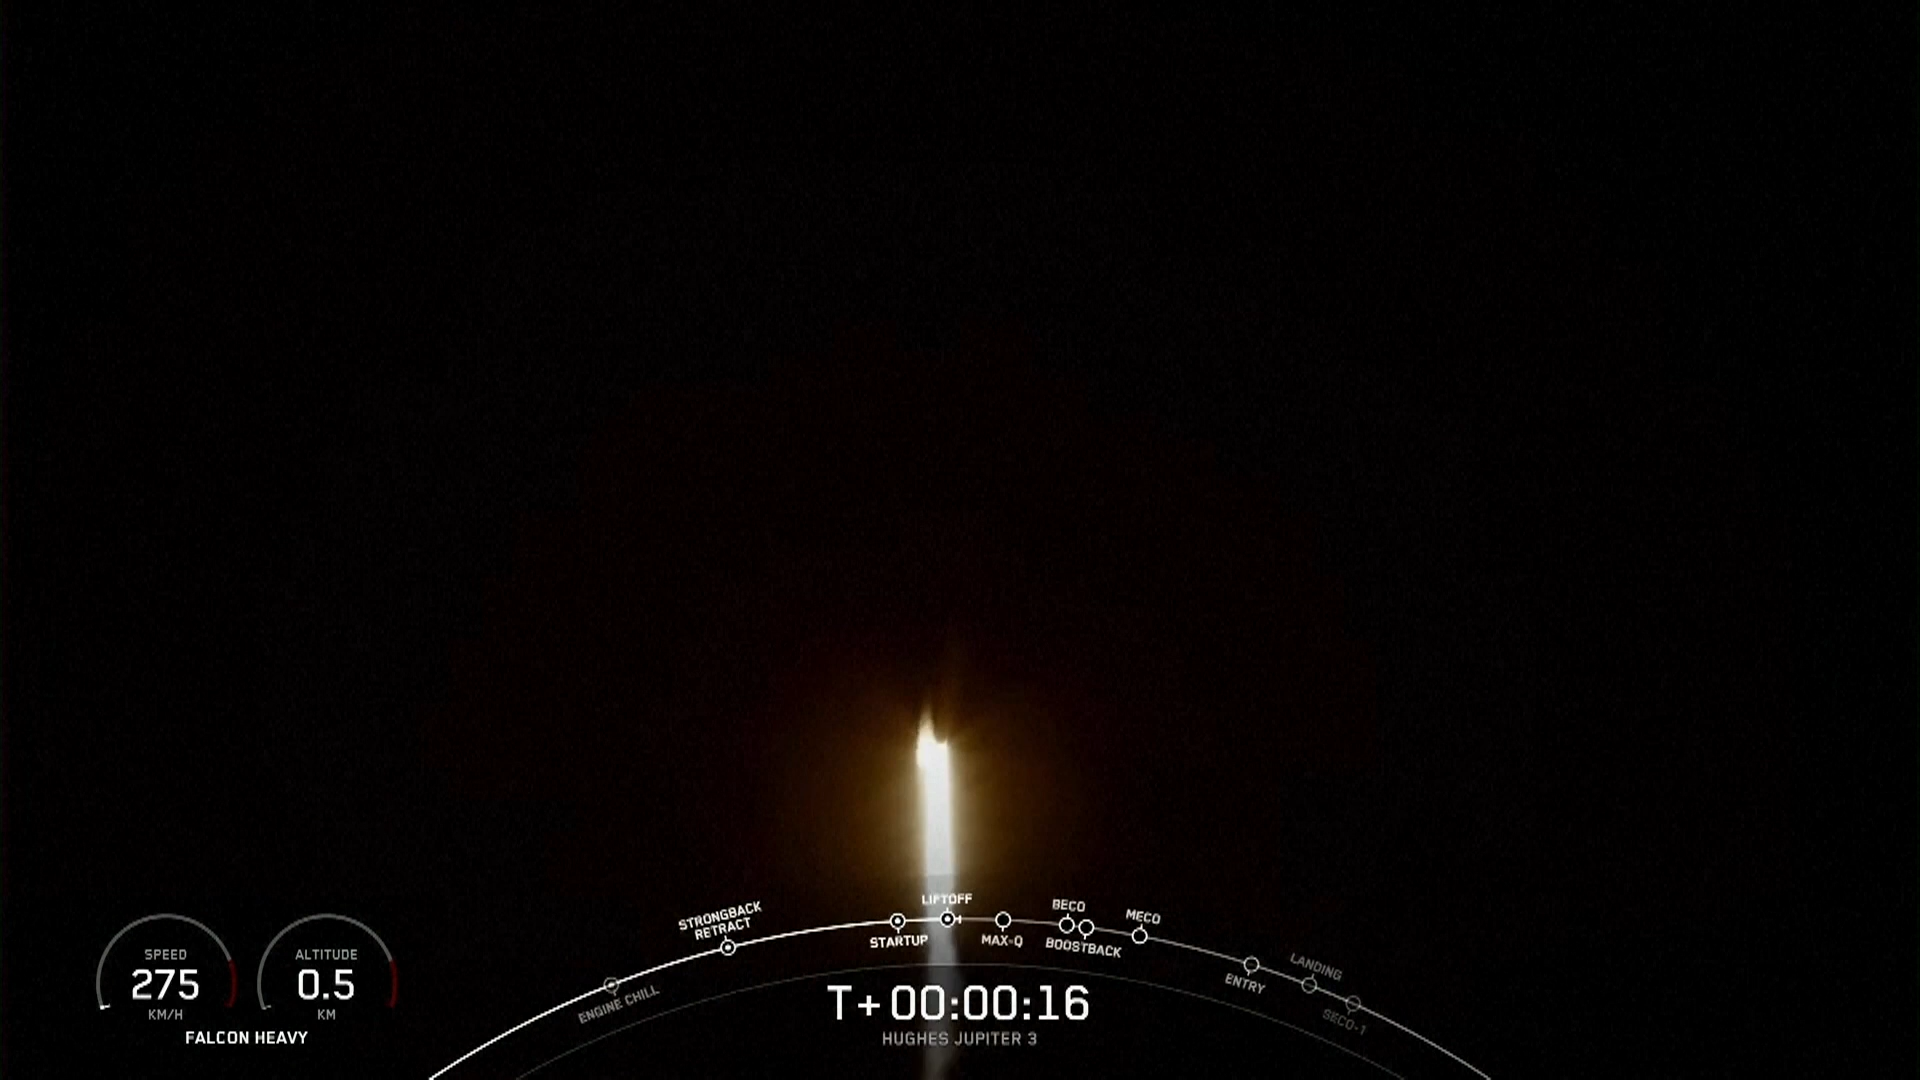 STRONGBACK
RETRACT
LIFTOFF
BECO
MECO
STARTUP
MAX-Q
BOOSTBACK
LANDING
ENTRY
ENGINE CHILL
SECO-1
SPEED
275
KM/H
ALTITUDE
0.5
KM
FALCON HEAVY
T+00:00:16
HUGHES JUPITER 3